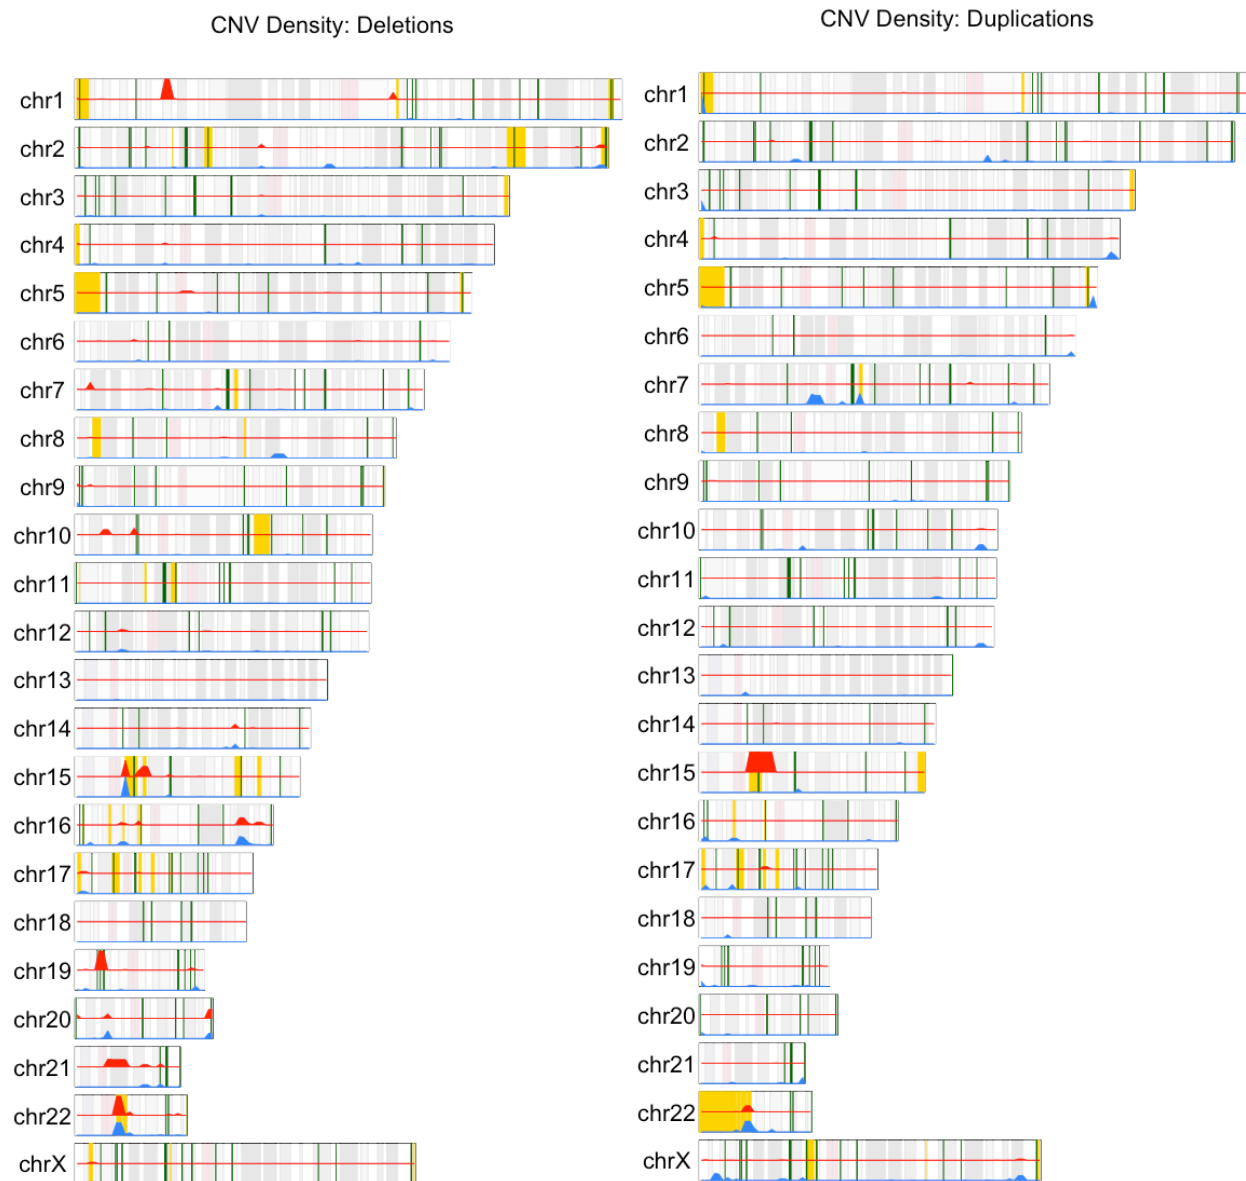 CNV Density: Deletions
chr1
chr2
chr3
chr4
chr5
chr6
chr7
chr8
chr9
chr10
chr11
chr12
chr13
chr14
chr15
chr16
chr17
chr18
chr19
chr20
chr21
chr22
chrX
CNV Density: Duplications
chr1
chr2
chr3
chr4
chr5
chr6
chr7
chr8
chr9
chr10
chr11
chr12
chr13
chr14
chr15
chr16
chr17
chr18
chr19
chr20
chr21
chr22
chrX